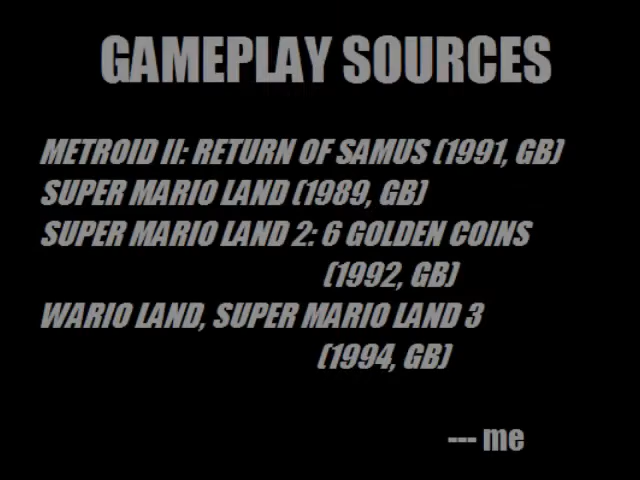 GAMEPLAY SOURCES
METROID II: RETURN OF SAMUS (1991, GB)
SUPER MARIO LAND (1989, GB)
SUPER MARIO LAND 2: 6 GOLDEN COINS
(1992, GB)
WARIO LAND, SUPER MARIO LAND 3
(1994, GB)
--- me